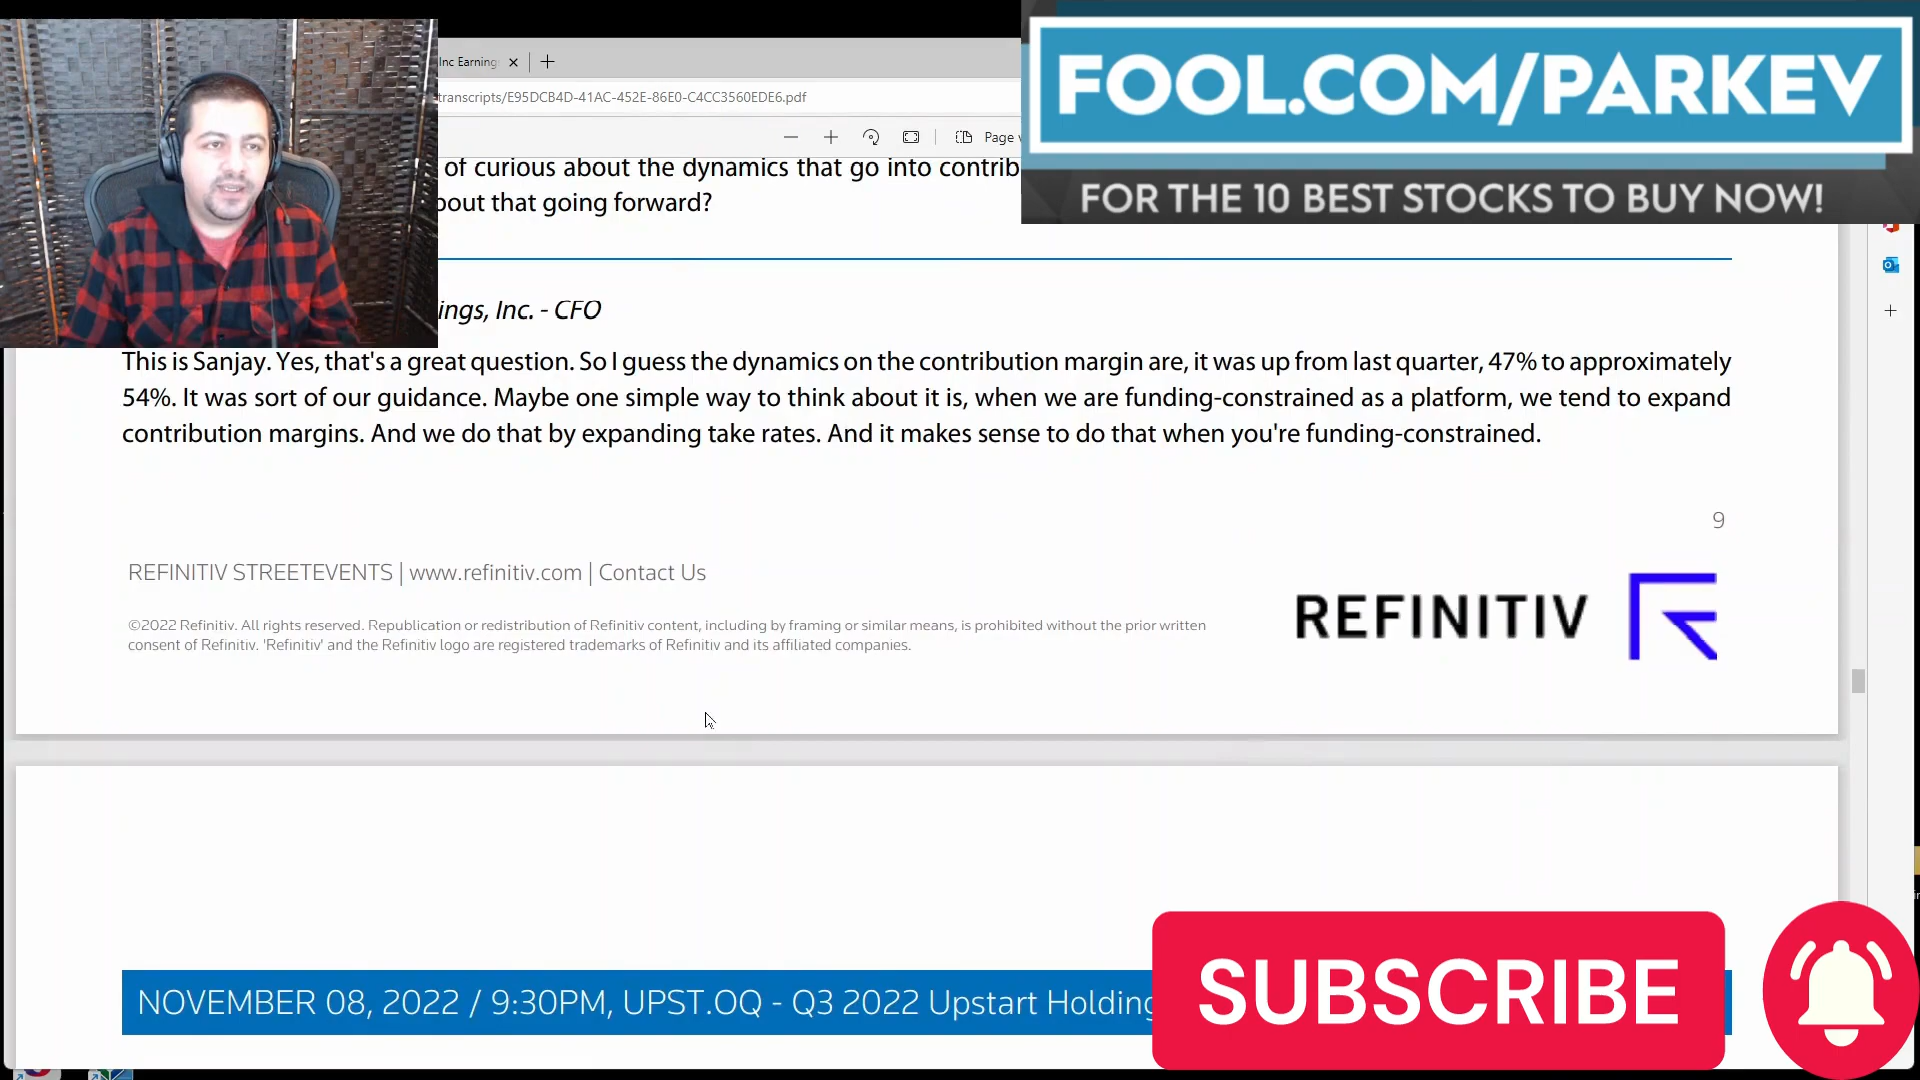 FOOL.COM/PARKEV
FOR THE 10 BEST STOCKS TO BUY NOW!
Inc Earning
transcripts/E95DCB4D-41AC-452E-86E0-C4CC3560EDE6.pdf
Page
of curious about the dynamics that go into contrib
bout that going forward?
ings, Inc. - CFO
This is Sanjay. Yes, that's a great question. So I guess the dynamics on the contribution margin are, it was up from last quarter, 47% to approximately
54%. It was sort of our guidance. Maybe one simple way to think about it is, when we are funding-constrained as a platform, we tend to expand
contribution margins. And we do that by expanding take rates. And it makes sense to do that when you're funding-constrained.
9
REFINITIV STREETEVENTS | www.refinitiv.com | Contact Us
©2022 Refinitiv. All rights reserved. Republication or redistribution of Refinitiv content, including by framing or similar means, is prohibited without the prior written
consent of Refinitiv. 'Refinitiv' and the Refinitiv logo are registered trademarks of Refinitiv and its affiliated companies.
REFINITIV
NOVEMBER 08, 2022 / 9:30PM, UPST.OQ - Q3 2022 Upstart Holding
SUBSCRIBE